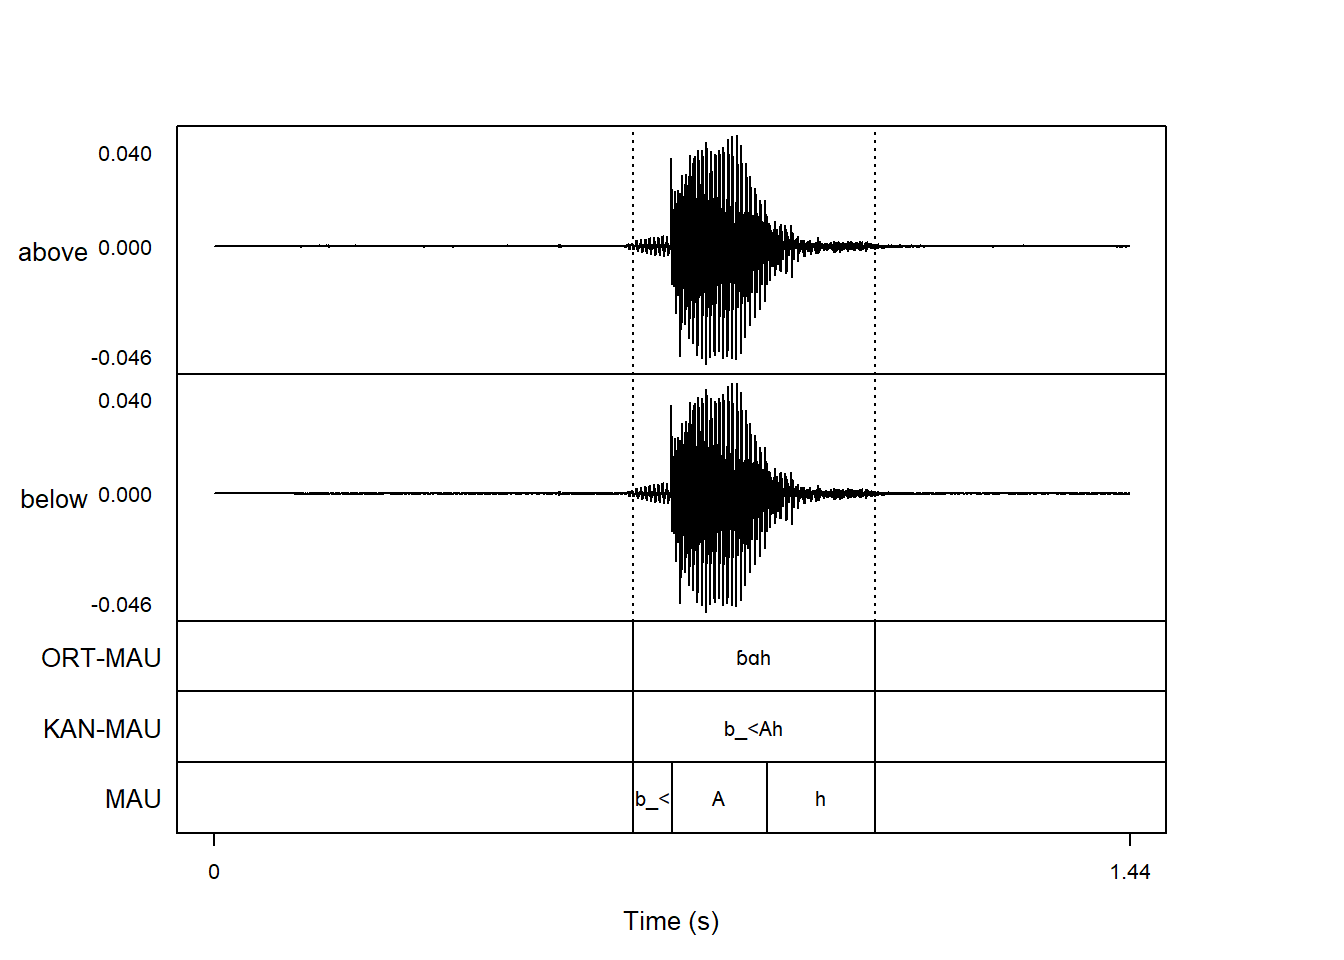 0.040
above 0.000
-0.046
0.040
below 0.000
-0.046
ORT-MAU ɓɑh
KAN-MAU b_<Ah
MAU b_< A h
0 1.44
Time (s)